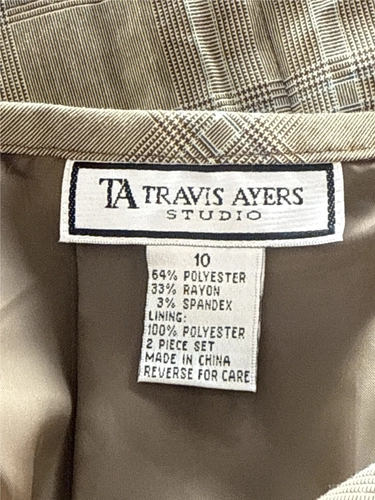 TA TRAVIS AYERS
STUDIO
10
64% POLYESTER
33% RAYON
3% SPANDEX
LINING:
100% POLYESTER
2 PIECE SET
MADE IN CHINA
REVERSE FOR CARE